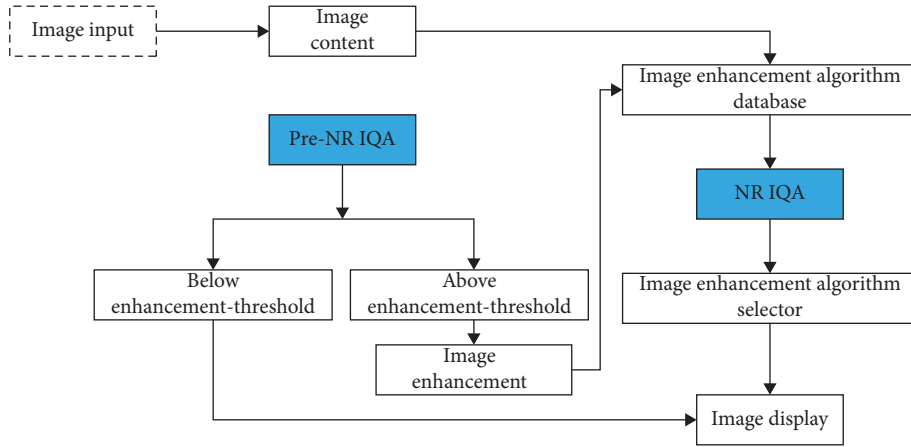 Image input
Image
content
Image enhancement algorithm
database
Pre-NR IQA
NR IQA
Below
enhancement-threshold
Above
enhancement-threshold
Image enhancement algorithm
selector
Image
enhancement
Image display